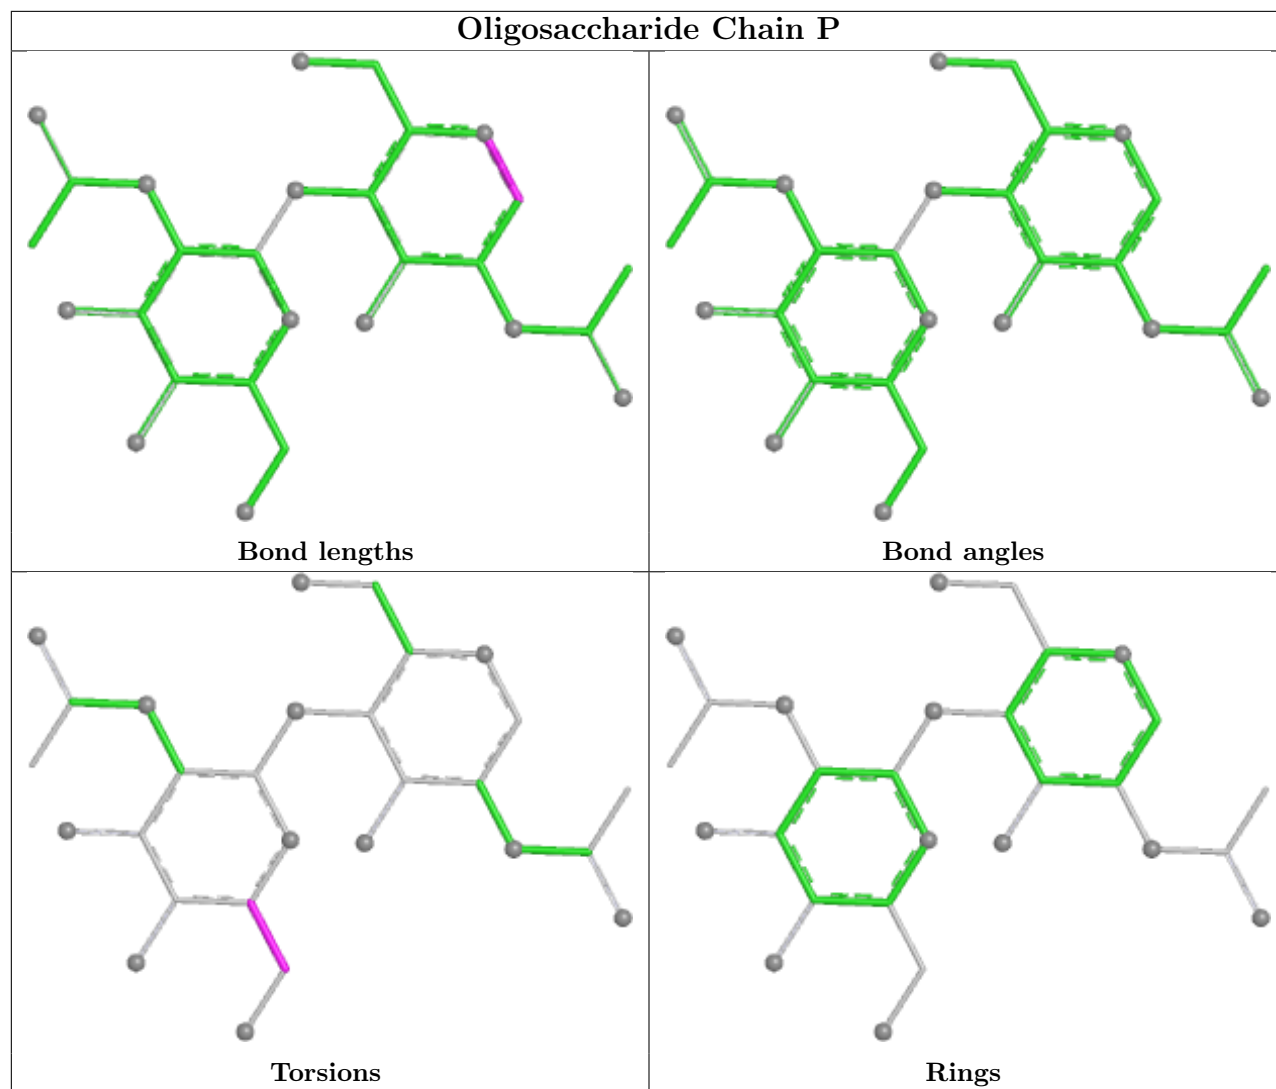 Oligosaccharide Chain P
Bond lengths
Bond angles
Torsions
Rings